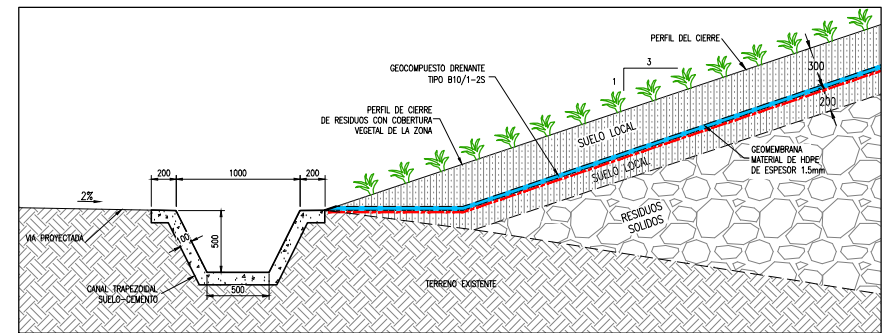 PERFIL DEL CIERRE
3
1
300
200
GEOCOMPUESTO DRENANTE
TIPO B10/1-2S
PERFIL DE CIERRE
DE RESIDUOS CON COBERTURA
VEGETAL DE LA ZONA
SUELO LOCAL
SUELO LOCAL
GEOMEMBRANA
MATERIAL DE HDPE
DE ESPESOR 1.5mm
RESIDUOS
SOLIDOS
200
1000
200
2%
VIA PROYECTADA
100
500
500
CANAL TRAPEZOIDAL
SUELO-CEMENTO
TERRENO EXISTENTE